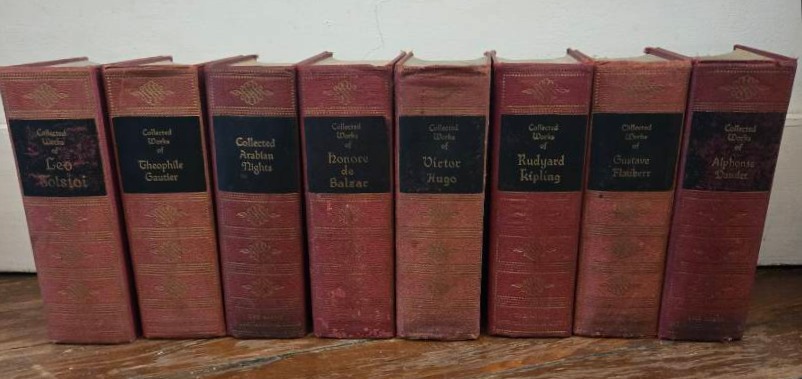 Collected
Works
of
Leo
Tolstoi
Collected
Works
of
Theophile
Gautier
Collected
Arabian
Nights
Collected
Works
of
Honore
de
Balzac
Collected
Works
of
Victor
Hugo
Collected
Works
of
Rudyard
Kipling
Collected
Works
of
Gustave
Flaubert
Collected
Works
of
Alphonse
Daudet